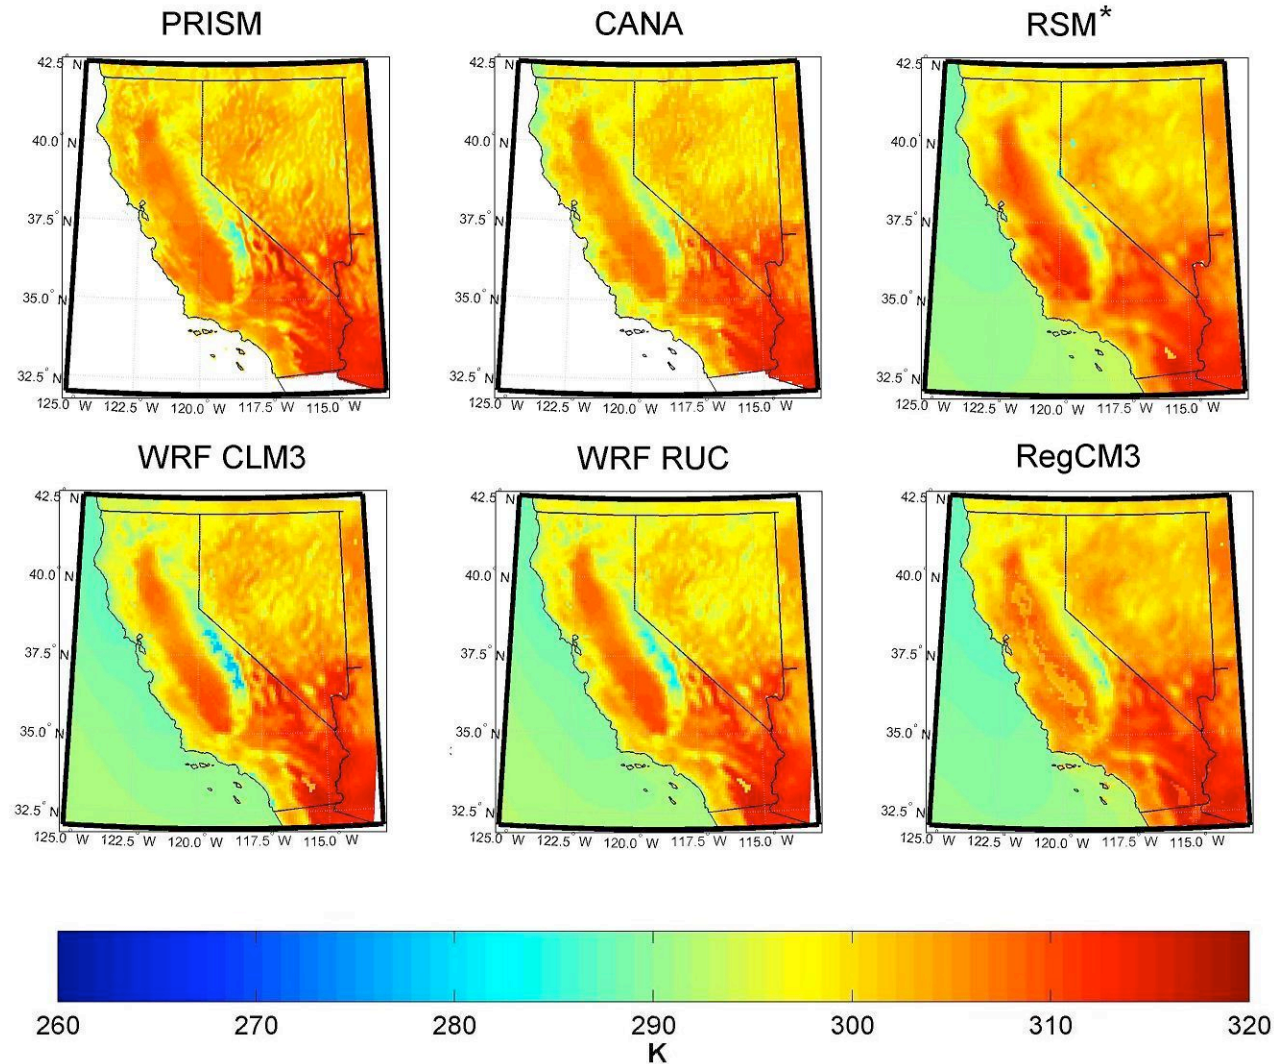 PRISM CANA RSM*
42.5° N 42.5° N 42.5° N
40.0° N 40.0° N 40.0° N
37.5° N 37.5° N 37.5° N
35.0° N 35.0° N 35.0° N
32.5° N 32.5° N 32.5° N
125.0° W 122.5° W 120.0° W 117.5° W 115.0° W 125.0° W 122.5° W 120.0° W 117.5° W 115.0° W 125.0° W 122.5° W 120.0° W 117.5° W 115.0° W
WRF CLM3 WRF RUC RegCM3
42.5° N 42.5° N 42.5° N
40.0° N 40.0° N 40.0° N
37.5° N 37.5° N 37.5° N
35.0° N 35.0° N 35.0° N
32.5° N 32.5° N 32.5° N
125.0° W 122.5° W 120.0° W 117.5° W 115.0° W 125.0° W 122.5° W 120.0° W 117.5° W 115.0° W 125.0° W 122.5° W 120.0° W 117.5° W 115.0° W
260 270 280 290 300 310 320
K